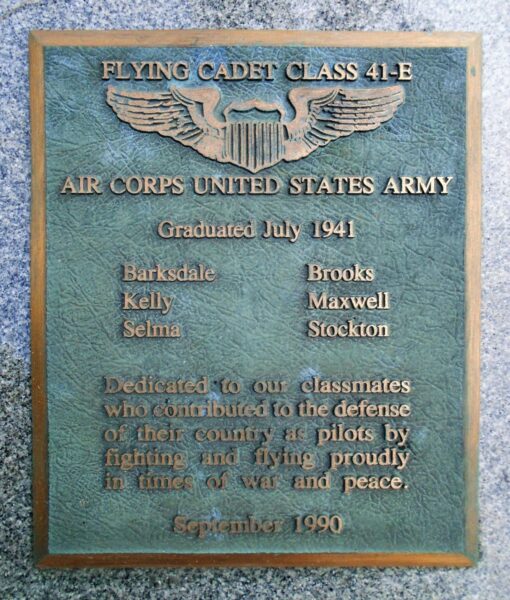 FLYING CADET CLASS 41-E
AIR CORPS UNITED STATES ARMY
Graduated July 1941
Barksdale Brooks
Kelly Maxwell
Selma Stockton
Dedicated to our classmates
who contributed to the defense
of their country as pilots by
fighting and flying proudly
in times of war and peace.
September 1990